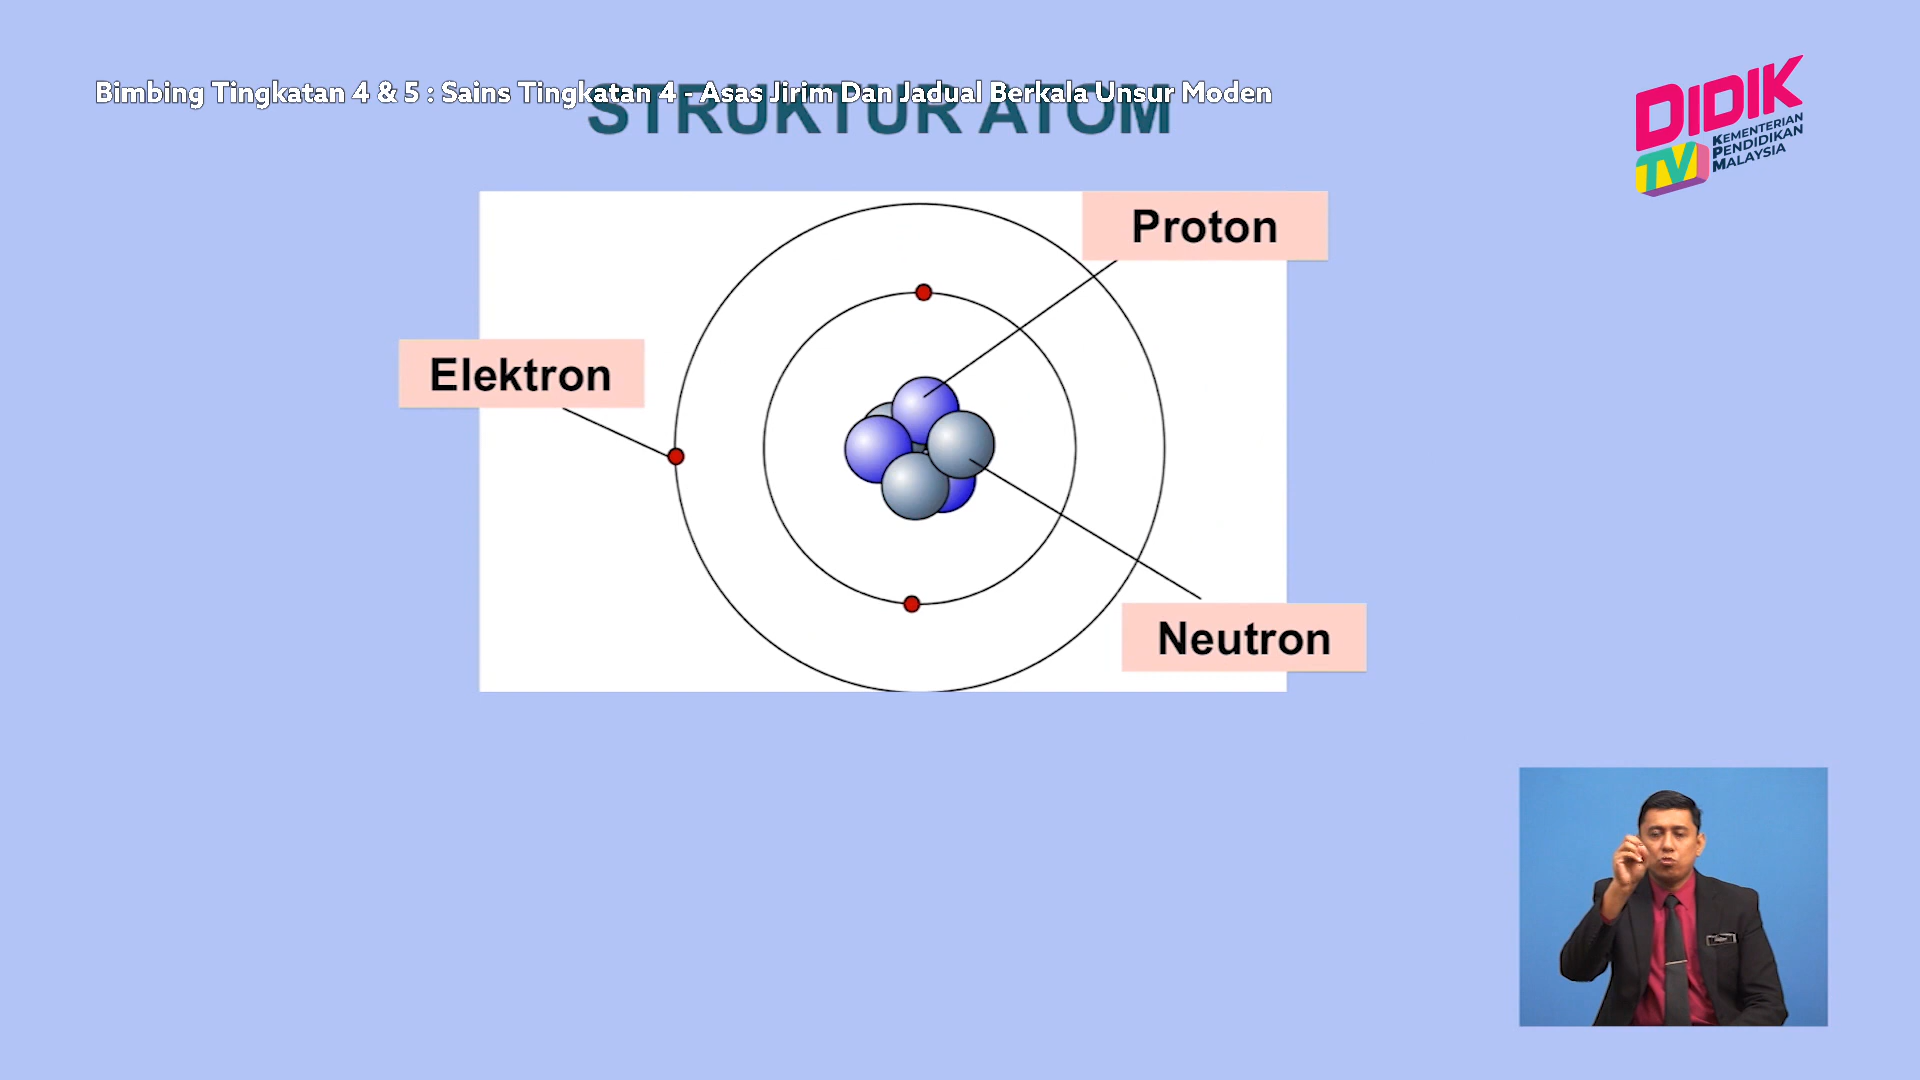 Bimbing Tingkatan 4 & 5 : Sains Tingkatan 4 - Asas Jirim Dan Jadual Berkala Unsur Moden
STRUKTUR ATOM
DIDIK
TV
KEMENTERIAN
PENDIDIKAN
MALAYSIA
Proton
Elektron
Neutron